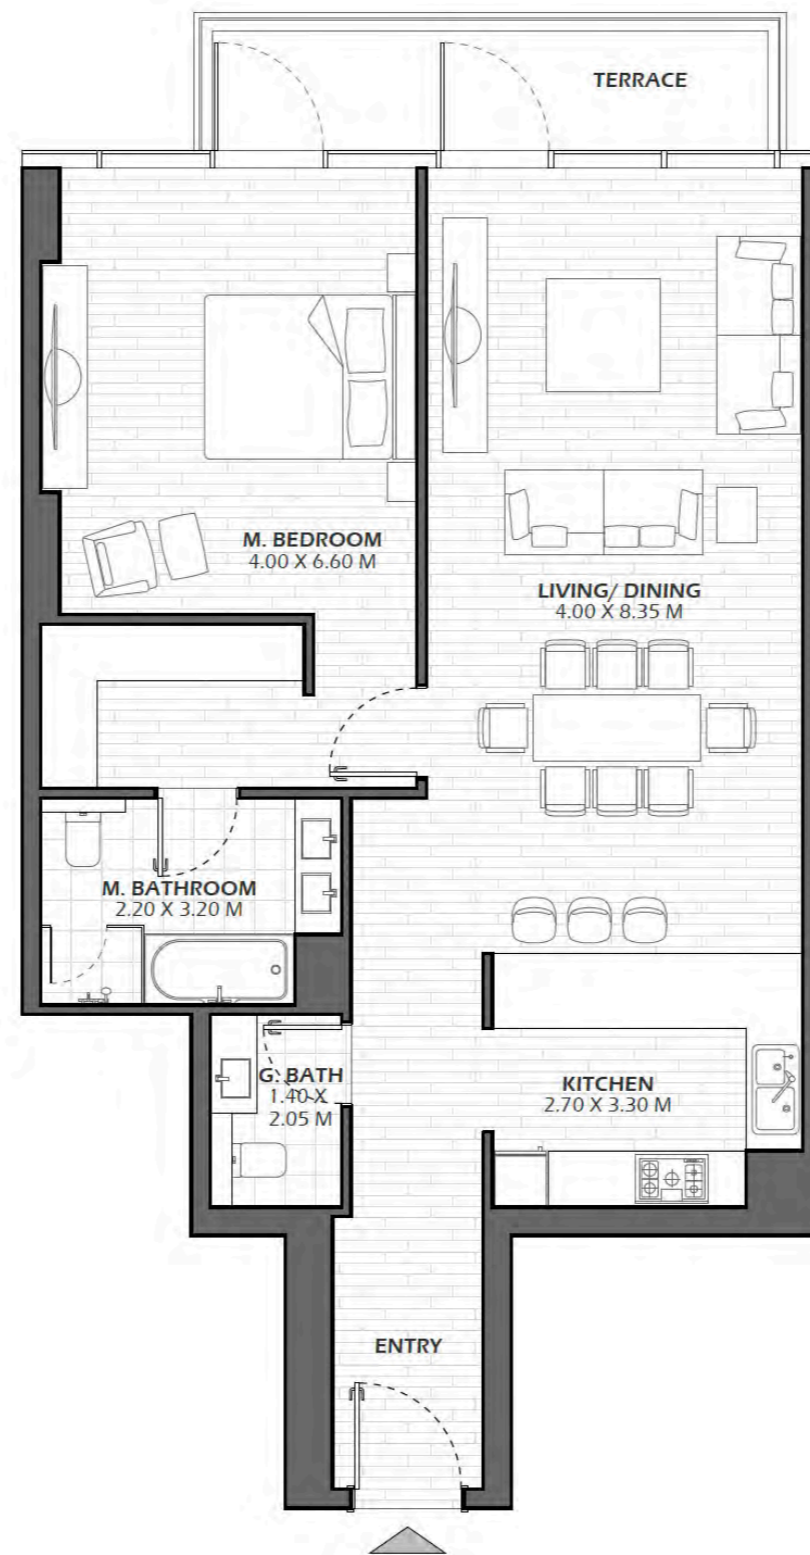 TERRACE
M. BEDROOM
4.00 X 6.60 M
LIVING/ DINING
4.00 X 8.35 M
M. BATHROOM
2.20 X 3.20 M
G. BATH
1.40 X
2.05 M
KITCHEN
2.70 X 3.30 M
ENTRY